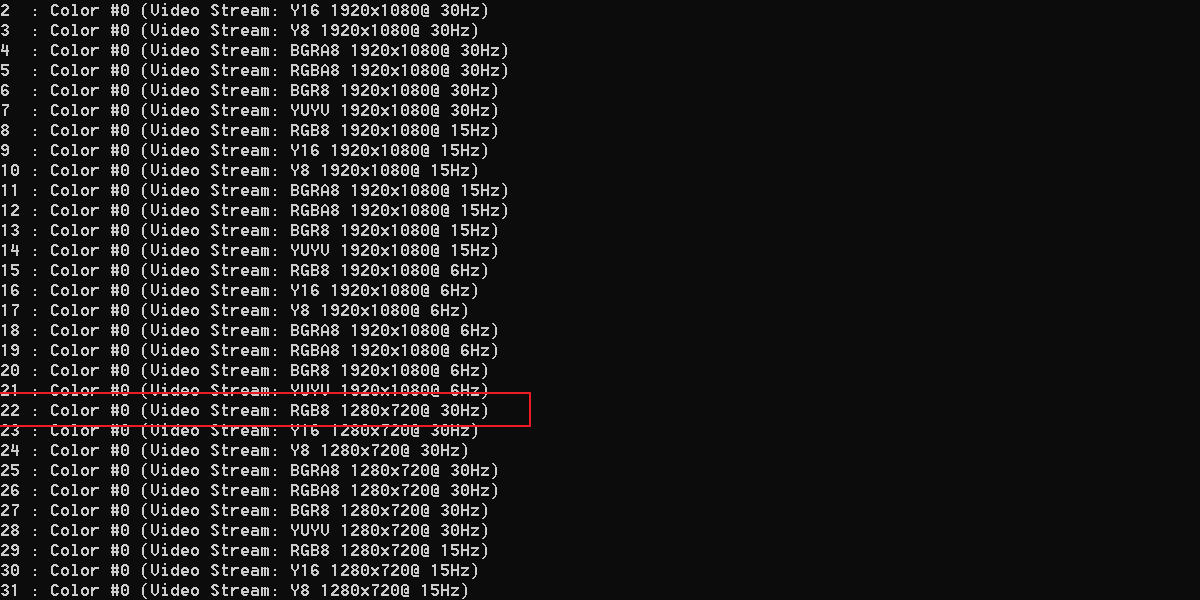 2  : Color #0 (Video Stream: Y16 1920x1080@ 30Hz)
3  : Color #0 (Video Stream: Y8 1920x1080@ 30Hz)
4  : Color #0 (Video Stream: BGRA8 1920x1080@ 30Hz)
5  : Color #0 (Video Stream: RGBA8 1920x1080@ 30Hz)
6  : Color #0 (Video Stream: BGR8 1920x1080@ 30Hz)
7  : Color #0 (Video Stream: YUYV 1920x1080@ 30Hz)
8  : Color #0 (Video Stream: RGB8 1920x1080@ 15Hz)
9  : Color #0 (Video Stream: Y16 1920x1080@ 15Hz)
10 : Color #0 (Video Stream: Y8 1920x1080@ 15Hz)
11 : Color #0 (Video Stream: BGRA8 1920x1080@ 15Hz)
12 : Color #0 (Video Stream: RGBA8 1920x1080@ 15Hz)
13 : Color #0 (Video Stream: BGR8 1920x1080@ 15Hz)
14 : Color #0 (Video Stream: YUYV 1920x1080@ 15Hz)
15 : Color #0 (Video Stream: RGB8 1920x1080@ 6Hz)
16 : Color #0 (Video Stream: Y16 1920x1080@ 6Hz)
17 : Color #0 (Video Stream: Y8 1920x1080@ 6Hz)
18 : Color #0 (Video Stream: BGRA8 1920x1080@ 6Hz)
19 : Color #0 (Video Stream: RGBA8 1920x1080@ 6Hz)
20 : Color #0 (Video Stream: BGR8 1920x1080@ 6Hz)
21 : Color #0 (Video Stream: YUYV 1920x1080@ 6Hz)
22 : Color #0 (Video Stream: RGB8 1280x720@ 30Hz)
23 : Color #0 (Video Stream: Y16 1280x720@ 30Hz)
24 : Color #0 (Video Stream: Y8 1280x720@ 30Hz)
25 : Color #0 (Video Stream: BGRA8 1280x720@ 30Hz)
26 : Color #0 (Video Stream: RGBA8 1280x720@ 30Hz)
27 : Color #0 (Video Stream: BGR8 1280x720@ 30Hz)
28 : Color #0 (Video Stream: YUYV 1280x720@ 30Hz)
29 : Color #0 (Video Stream: RGB8 1280x720@ 15Hz)
30 : Color #0 (Video Stream: Y16 1280x720@ 15Hz)
31 : Color #0 (Video Stream: Y8 1280x720@ 15Hz)